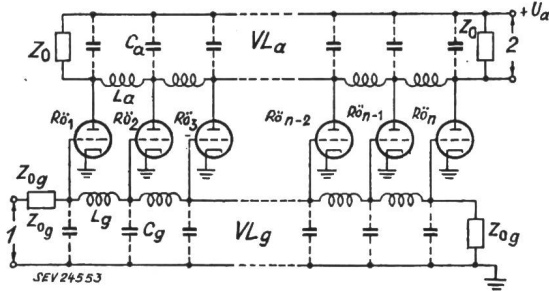 +Ua
Z0
Ca
VLa
Z0
2
La
Rö1
Rö2
Rö3
Rön-2
Rön-1
Rön
Z0g
Z0g
Lg
Cg
VLg
Z0g
1
SEV 24553